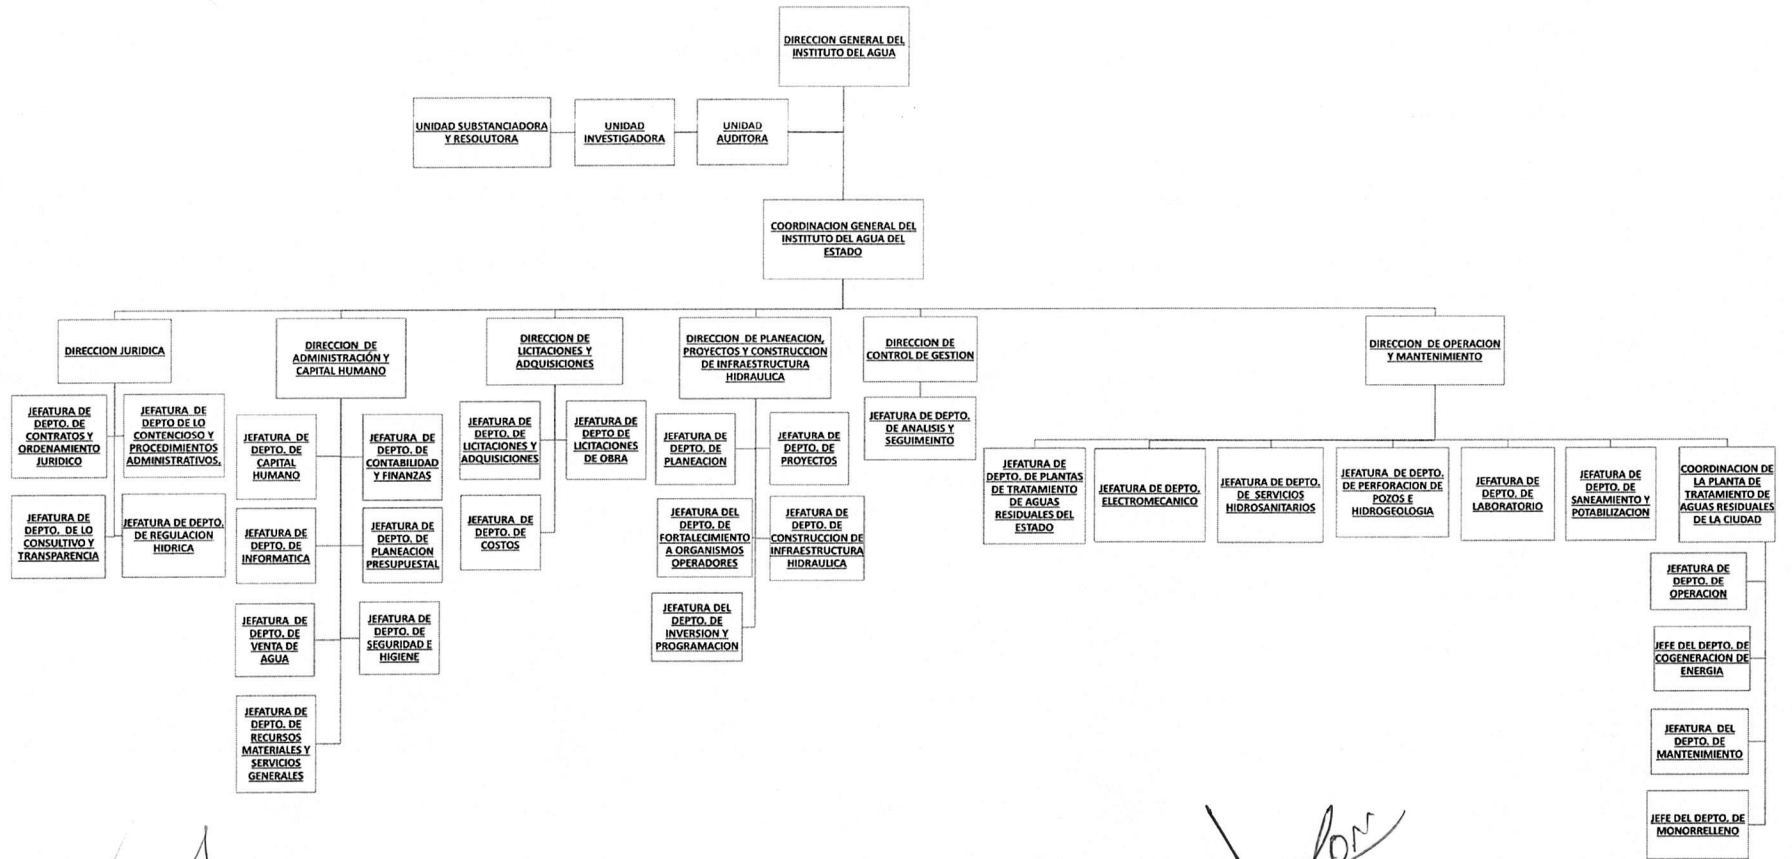 DIRECCION GENERAL DEL
INSTITUTO DEL AGUA
UNIDAD SUBSTANCIADORA
Y RESOLUTORA
UNIDAD
INVESTIGADORA
UNIDAD
AUDITORA
COORDINACION GENERAL DEL
INSTITUTO DEL AGUA DEL
ESTADO
DIRECCION JURIDICA
JEFATURA DE
DEPTO. DE
CONTRATOS Y
ORDENAMIENTO
JURIDICO
JEFATURA DE
DEPTO DE LO
CONTENCIOSO Y
PROCEDIMIENTOS
ADMINISTRATIVOS.
JEFATURA DE
DEPTO. DE LO
CONSULTIVO Y
TRANSPARENCIA
JEFATURA DE DEPTO.
DE REGULACION
HIDRICA
DIRECCION DE
ADMINISTRACIÓN Y
CAPITAL HUMANO
JEFATURA DE
DEPTO. DE
CAPITAL
HUMANO
JEFATURA DE
DEPTO. DE
CONTABILIDAD
Y FINANZAS
JEFATURA DE
DEPTO. DE
INFORMATICA
JEFATURA DE
DEPTO. DE
PLANEACION
PRESUPUESTAL
JEFATURA DE
DEPTO. DE
VENTA DE
AGUA
JEFATURA DE
DEPTO. DE
SEGURIDAD E
HIGIENE
JEFATURA DE
DEPTO. DE
RECURSOS
MATERIALES Y
SERVICIOS
GENERALES
DIRECCION DE
LICITACIONES Y
ADQUISICIONES
JEFATURA DE
DEPTO. DE
LICITACIONES Y
ADQUISICIONES
JEFATURA DE
DEPTO DE
LICITACIONES
DE OBRA
JEFATURA DE
DEPTO. DE
COSTOS
DIRECCION DE PLANEACION,
PROYECTOS Y CONSTRUCCION
DE INFRAESTRUCTURA
HIDRAULICA
JEFATURA DE
DEPTO. DE
PLANEACION
JEFATURA DE
DEPTO. DE
PROYECTOS
JEFATURA DEL
DEPTO. DE
FORTALECIMIENTO
A ORGANISMOS
OPERADORES
JEFATURA DE
DEPTO. DE
CONSTRUCCION DE
INFRAESTRUCTURA
HIDRAULICA
JEFATURA DEL
DEPTO. DE
INVERSION Y
PROGRAMACION
DIRECCION DE
CONTROL DE GESTION
JEFATURA DE DEPTO.
DE ANALISIS Y
SEGUIMEINTO
DIRECCION DE OPERACION
Y MANTENIMIENTO
JEFATURA DE
DEPTO. DE PLANTAS
DE TRATAMIENTO
DE AGUAS
RESIDUALES DEL
ESTADO
JEFATURA DE DEPTO.
ELECTROMECANICO
JEFATURA DE DEPTO.
DE SERVICIOS
HIDROSANITARIOS
JEFATURA DE DEPTO.
DE PERFORACION DE
POZOS E
HIDROGEOLOGIA
JEFATURA DE
DEPTO. DE
LABORATORIO
JEFATURA DE
DEPTO. DE
SANEAMIENTO Y
POTABILIZACION
COORDINACION DE
LA PLANTA DE
TRATAMIENTO DE
AGUAS RESIDUALES
DE LA CIUDAD
JEFATURA DE
DEPTO. DE
OPERACION
JEFE DEL DEPTO. DE
COGENERACION DE
ENERGIA
JEFATURA DEL
DEPTO. DE
MANTENIMIENTO
JEFE DEL DEPTO. DE
MONORRELLENO